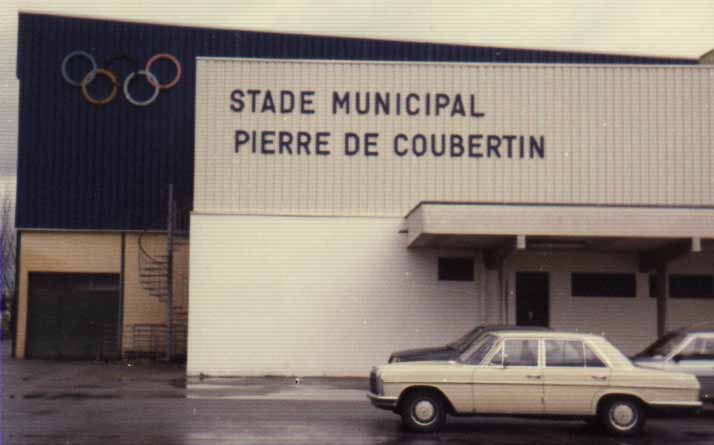 STADE MUNICIPAL
PIERRE DE COUBERTIN